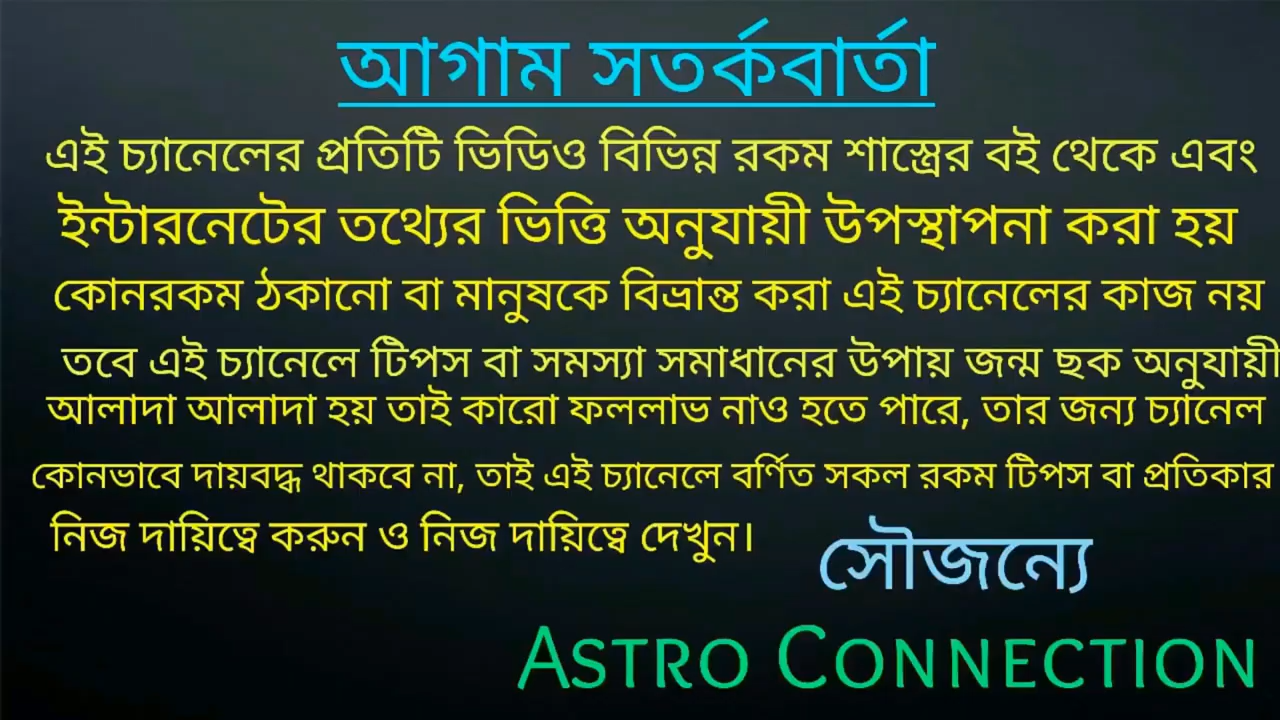 আগাম সতর্কবার্তা
এই চ্যানেলের প্রতিটি ভিডিও বিভিন্ন রকম শাস্ত্রের বই থেকে এবং
ইন্টারনেটের তথ্যের ভিত্তি অনুযায়ী উপস্থাপনা করা হয়
কোনরকম ঠকানো বা মানুষকে বিভ্রান্ত করা এই চ্যানেলের কাজ নয়
তবে এই চ্যানেলে টিপস বা সমস্যা সমাধানের উপায় জন্ম ছক অনুযায়ী
আলাদা আলাদা হয় তাই কারো ফললাভ নাও হতে পারে, তার জন্য চ্যানেল
কোনভাবে দায়বদ্ধ থাকবে না, তাই এই চ্যানেলে বর্ণিত সকল রকম টিপস বা প্রতিকার
নিজ দায়িত্বে করুন ও নিজ দায়িত্বে দেখুন।
সৌজন্যে
ASTRO CONNECTION